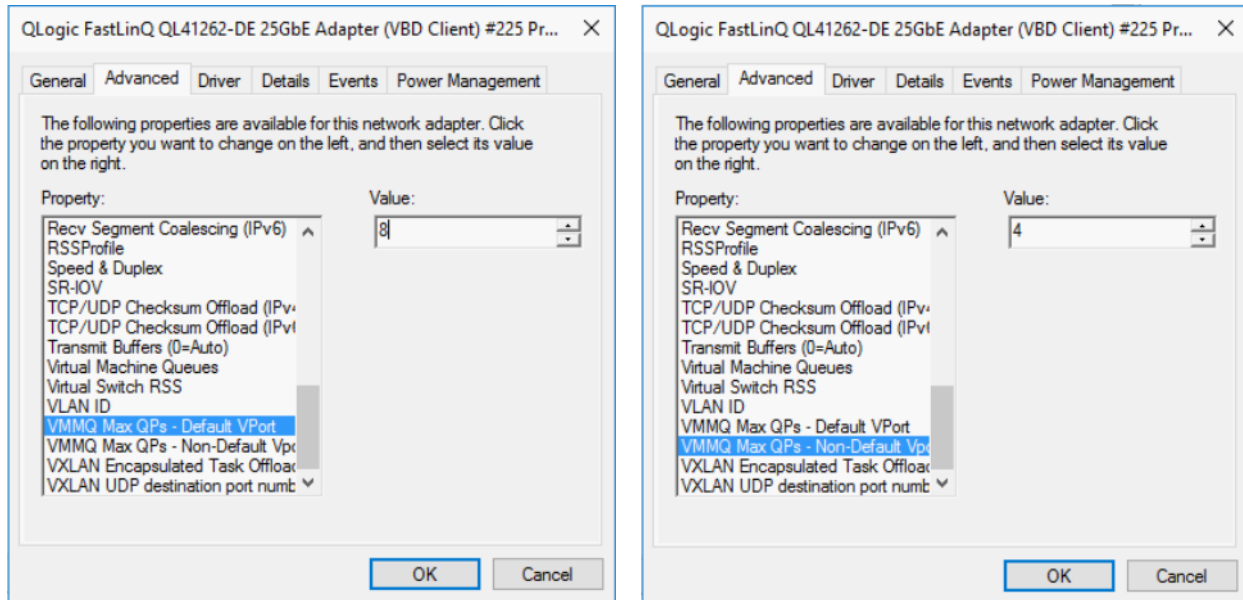 QLogic FastLinQ QL41262-DE 25GbE Adapter (VBD Client) #225 Pr...
General Advanced Driver Details Events Power Management
The following properties are available for this network adapter. Click
the property you want to change on the left, and then select its value
on the right.
Property: Value:
Recv Segment Coalescing (IPv6) 8
RSSProfile
Speed & Duplex
SR-IOV
TCP/UDP Checksum Offload (IPv4
TCP/UDP Checksum Offload (IPv6
Transmit Buffers (0=Auto)
Virtual Machine Queues
Virtual Switch RSS
VLAN ID
VMMQ Max QPs - Default VPort
VMMQ Max QPs - Non-Default Vpo
VXLAN Encapsulated Task Offload
VXLAN UDP destination port numb
OK Cancel
QLogic FastLinQ QL41262-DE 25GbE Adapter (VBD Client) #225 Pr...
General Advanced Driver Details Events Power Management
The following properties are available for this network adapter. Click
the property you want to change on the left, and then select its value
on the right.
Property: Value:
Recv Segment Coalescing (IPv6) 4
RSSProfile
Speed & Duplex
SR-IOV
TCP/UDP Checksum Offload (IPv4
TCP/UDP Checksum Offload (IPv6
Transmit Buffers (0=Auto)
Virtual Machine Queues
Virtual Switch RSS
VLAN ID
VMMQ Max QPs - Default VPort
VMMQ Max QPs - Non-Default Vpo
VXLAN Encapsulated Task Offload
VXLAN UDP destination port numb
OK Cancel